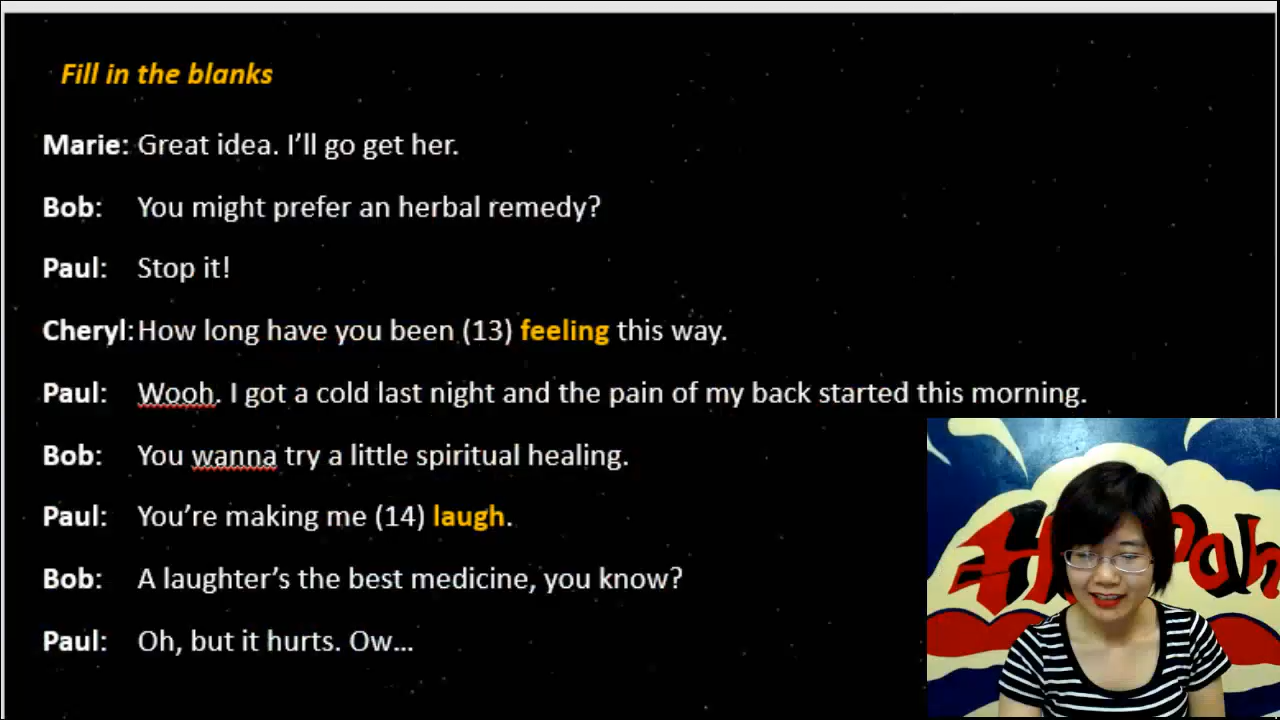 Fill in the blanks
Marie: Great idea. I'll go get her.
Bob: You might prefer an herbal remedy?
Paul: Stop it!
Cheryl: How long have you been (13) feeling this way.
Paul: Wooh. I got a cold last night and the pain of my back started this morning.
Bob: You wanna try a little spiritual healing.
Paul: You're making me (14) laugh.
Bob: A laughter's the best medicine, you know?
Paul: Oh, but it hurts. Ow...